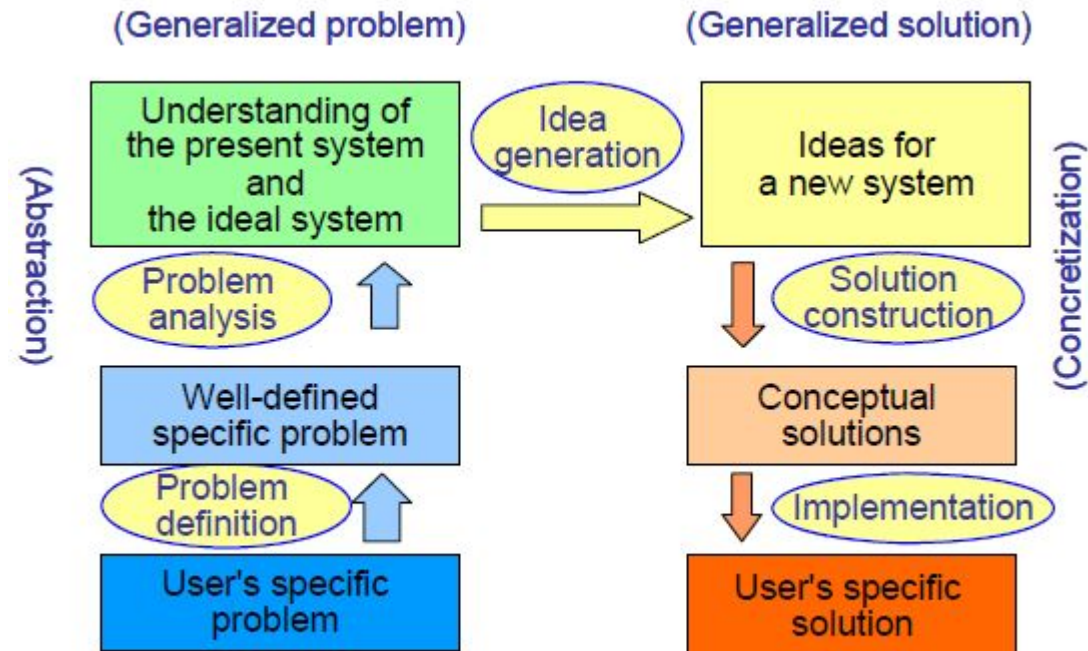 (Generalized problem)
(Generalized solution)
Understanding of
the present system
and
the ideal system
Idea
generation
Ideas for
a new system
(Abstraction)
(Concretization)
Problem
analysis
Solution
construction
Well-defined
specific problem
Conceptual
solutions
Problem
definition
Implementation
User's specific
problem
User's specific
solution